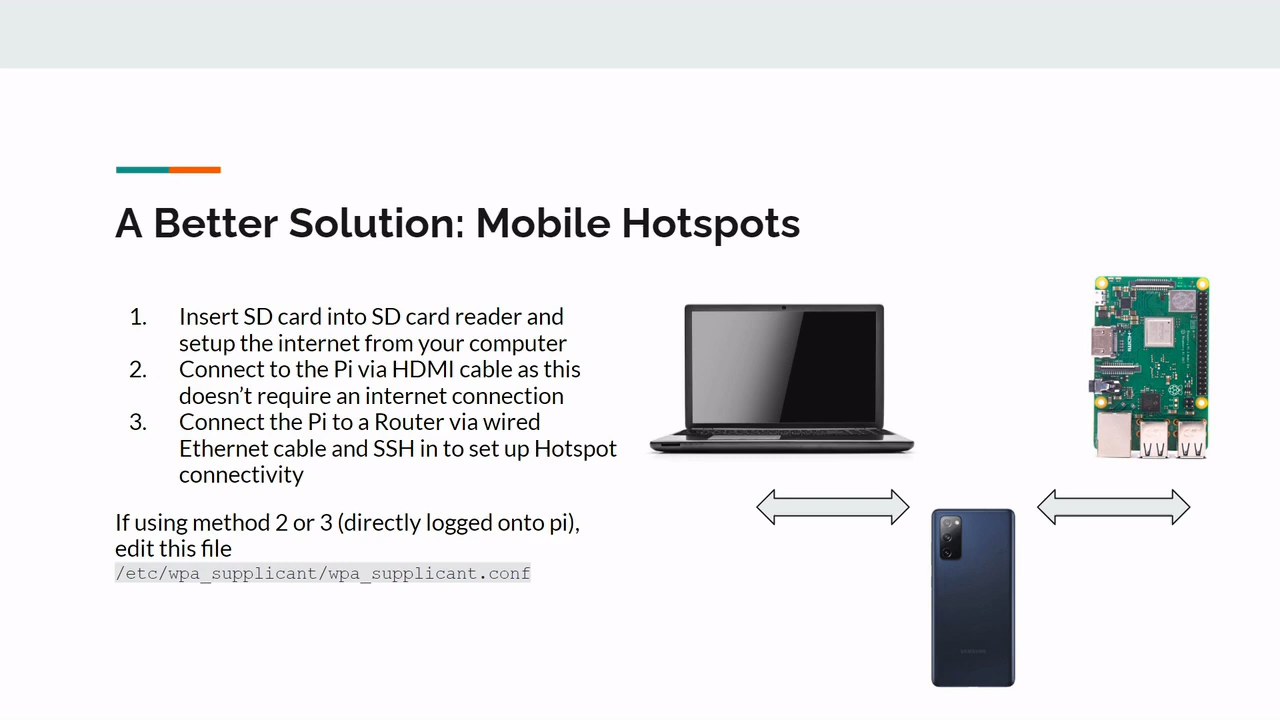 A Better Solution: Mobile Hotspots
1. Insert SD card into SD card reader and
setup the internet from your computer
2. Connect to the Pi via HDMI cable as this
doesn’t require an internet connection
3. Connect the Pi to a Router via wired
Ethernet cable and SSH in to set up Hotspot
connectivity
If using method 2 or 3 (directly logged onto pi),
edit this file
/etc/wpa_supplicant/wpa_supplicant.conf
SAMSUNG
HDMI